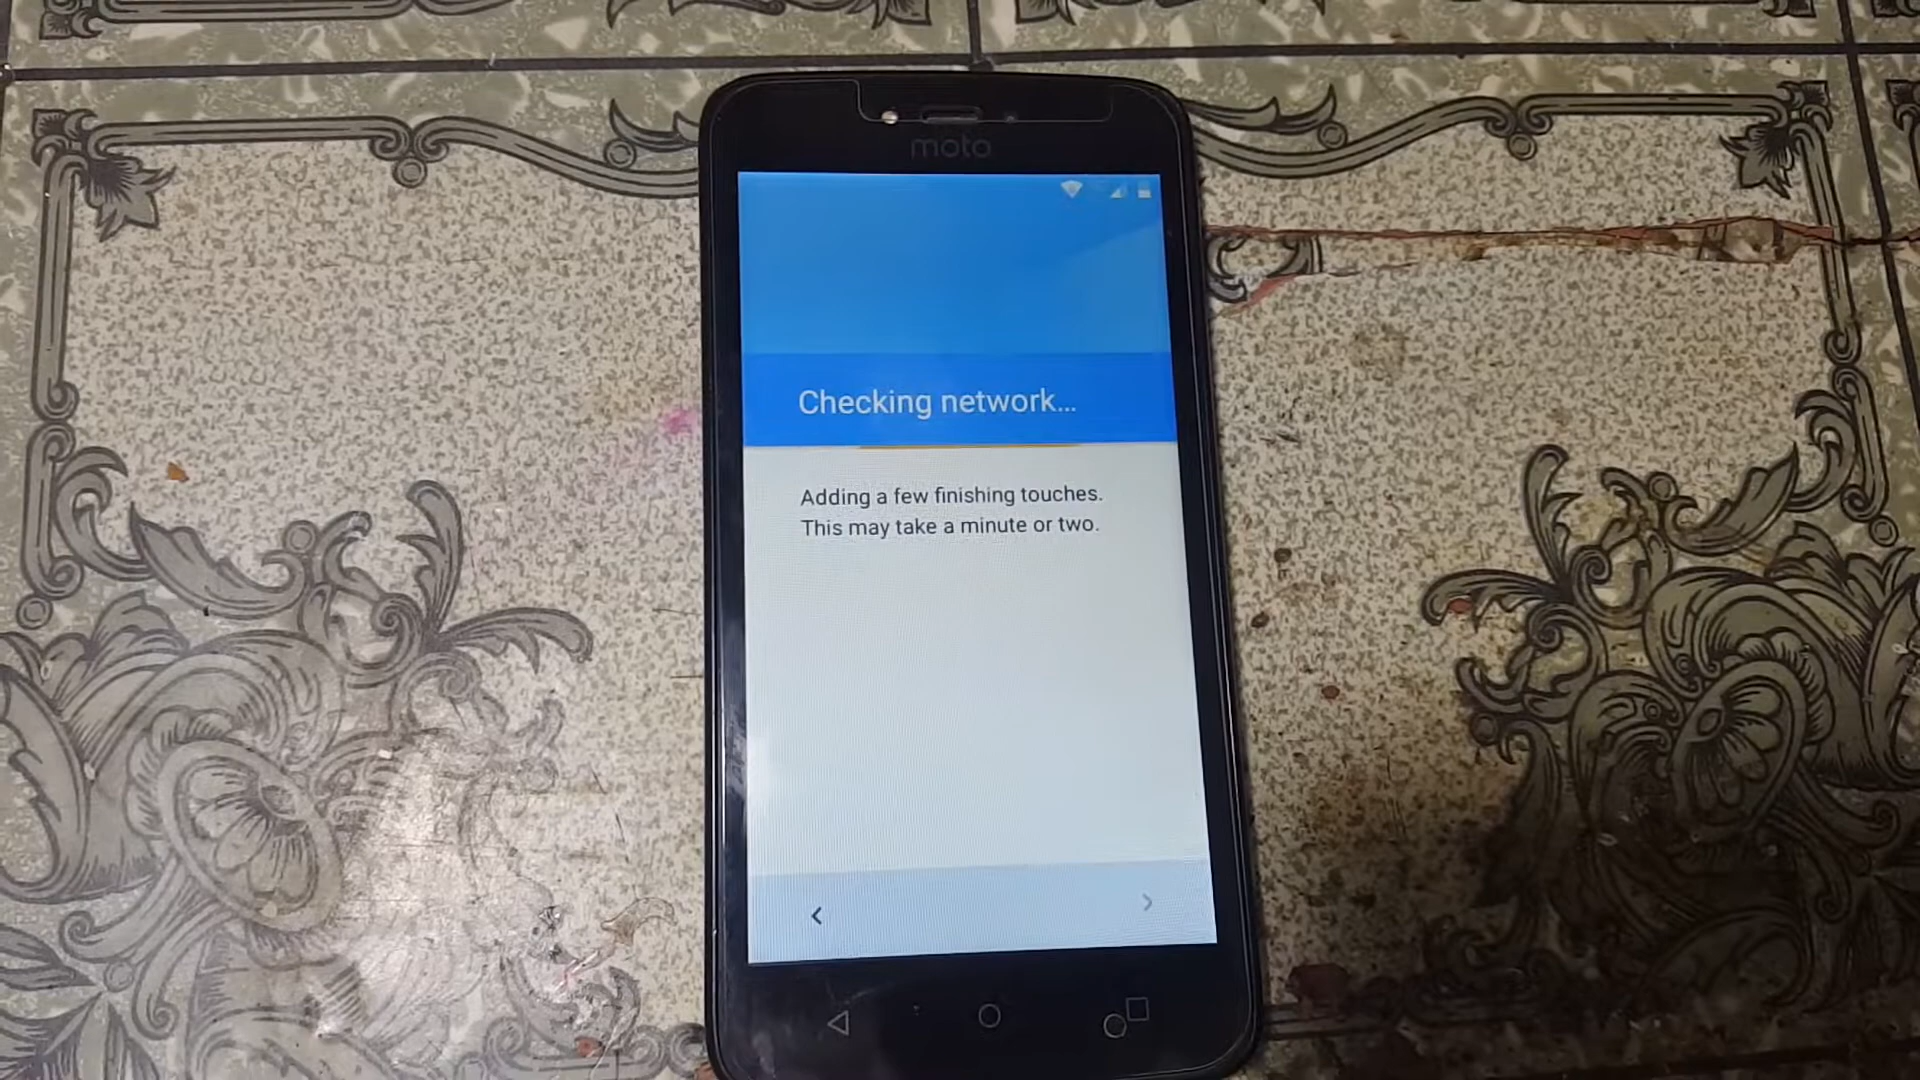 moto
Checking network...
Adding a few finishing touches.
This may take a minute or two.